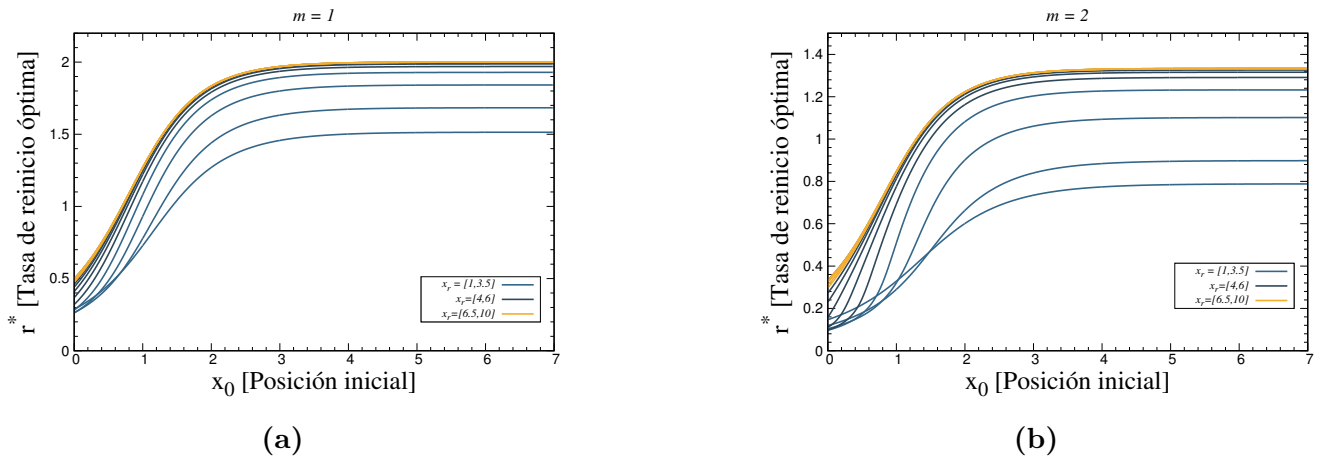 m = 1
r* [Tasa de reinicio óptima]
2
1.5
1
0.5
0
x_r = [1,3.5]
x_r=[4,6]
x_r=[6.5,10]
0 1 2 3 4 5 6 7
x_0 [Posición inicial]
(a)
m = 2
r* [Tasa de reinicio óptima]
1.4
1.2
1
0.8
0.6
0.4
0.2
0
x_r = [1,3.5]
x_r=[4,6]
x_r=[6.5,10]
0 1 2 3 4 5 6 7
x_0 [Posición inicial]
(b)